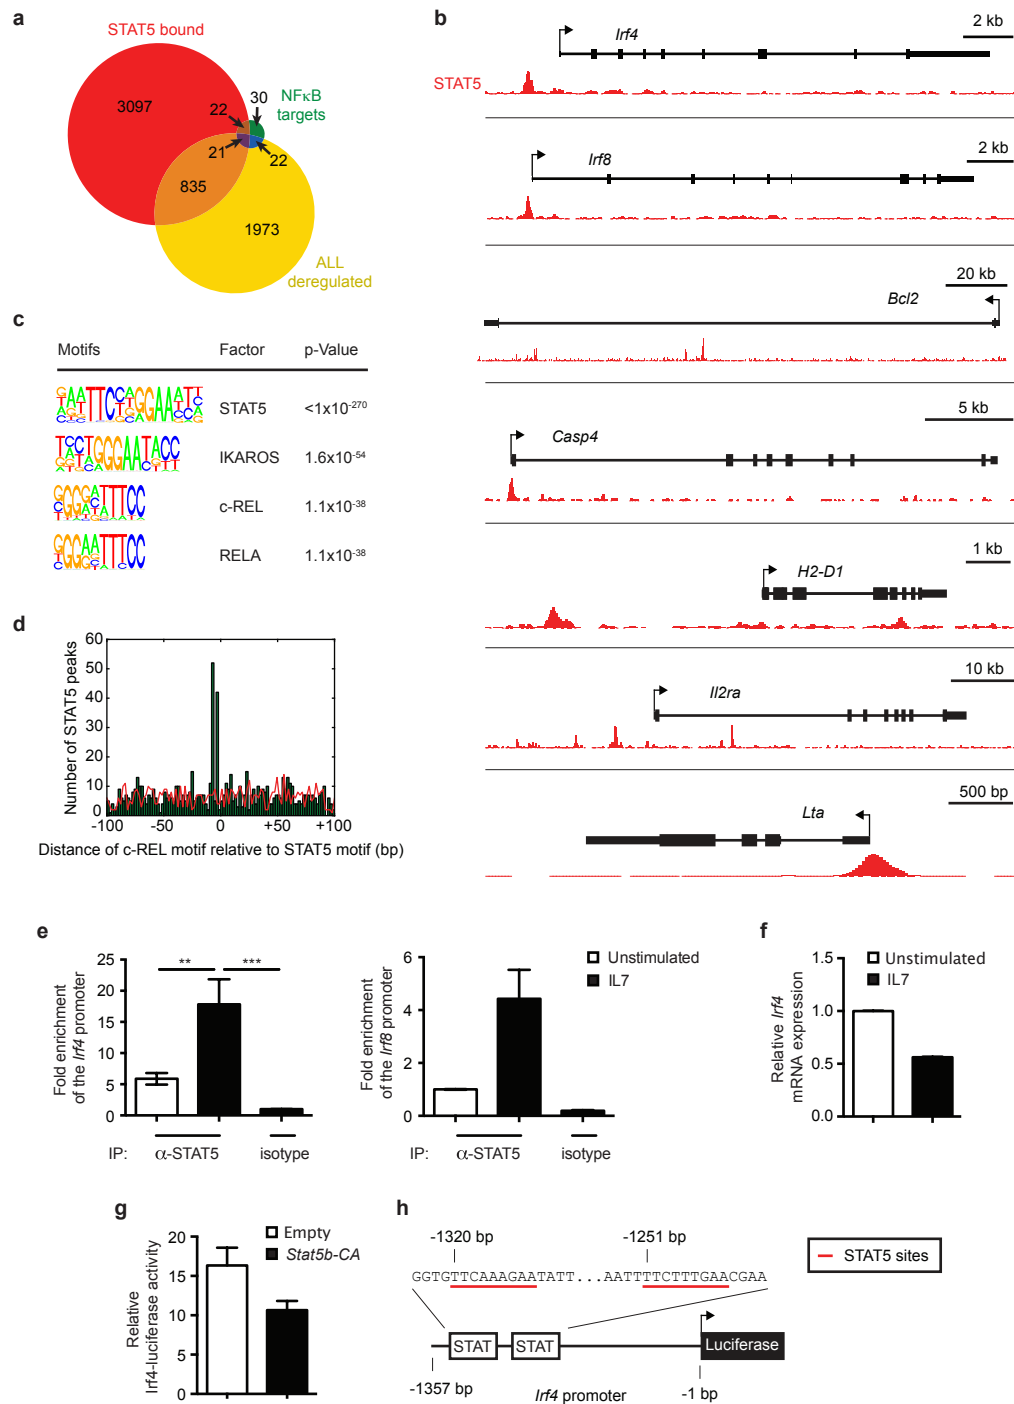 a
STAT5 bound
3097
22
30
NFκB
targets
21
22
835
1973
ALL
deregulated
b
2 kb
Irf4
STAT5
2 kb
Irf8
20 kb
Bcl2
5 kb
Casp4
1 kb
H2-D1
10 kb
Il2ra
500 bp
Lta
c
Motifs Factor p-Value
STAT5 <1x10-270
IKAROS 1.6x10-54
c-REL 1.1x10-38
RELA 1.1x10-38
d
Number of STAT5 peaks
60
50
40
30
20
10
0
-100 -50 0 +50 +100
Distance of c-REL motif relative to STAT5 motif (bp)
e
Fold enrichment
of the Irf4 promoter
25
20
15
10
5
0
** ***
IP: α-STAT5 isotype
Fold enrichment
of the Irf8 promoter
6
4
2
0
Unstimulated
IL7
IP: α-STAT5 isotype
f
Relative Irf4
mRNA expression
1.5
1.0
0.5
0.0
Unstimulated
IL7
g
Relative
Irf4-luciferase activity
20
15
10
5
0
Empty
Stat5b-CA
h
-1320 bp -1251 bp
GGTGTTCAAAGAATATT...AATTTTCTTTGAACGAA
STAT5 sites
STAT STAT Luciferase
-1357 bp Irf4 promoter -1 bp